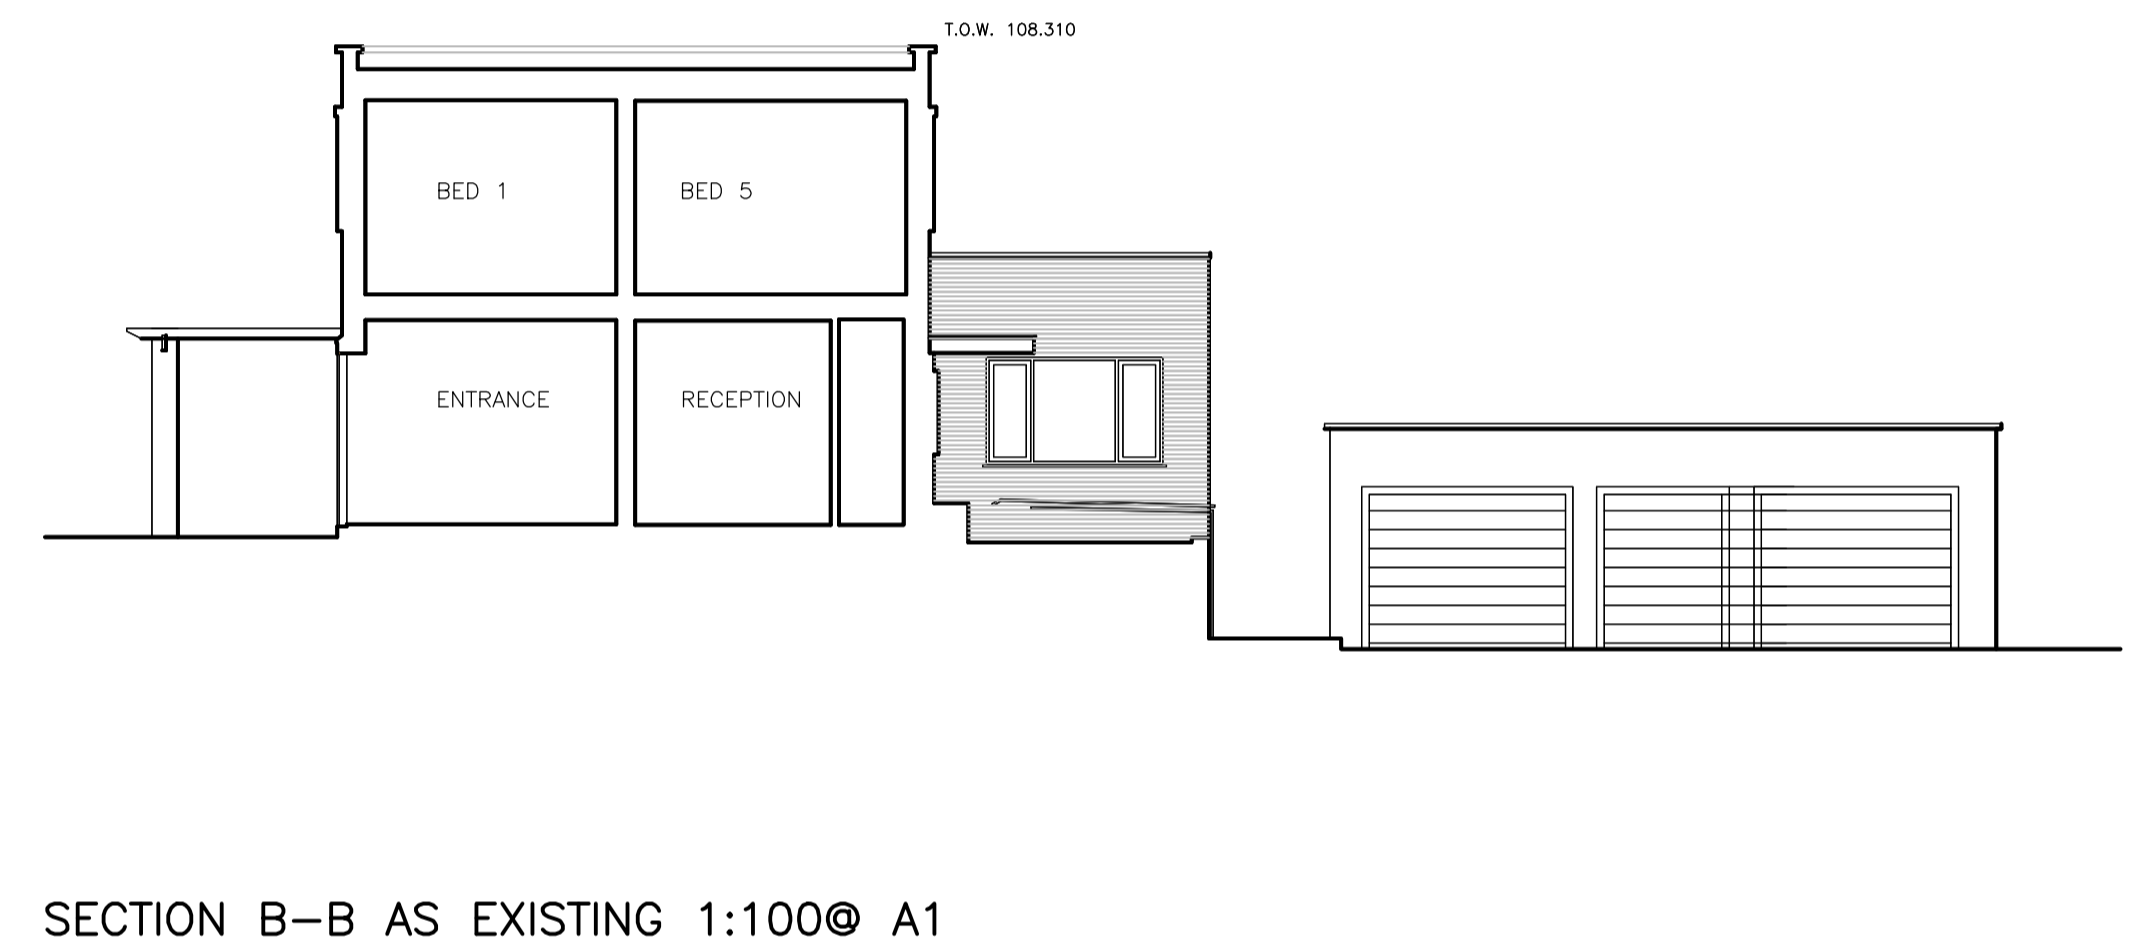 T.O.W. 108.310
BED 1 BED 5
ENTRANCE RECEPTION
SECTION B-B AS EXISTING 1:100@ A1